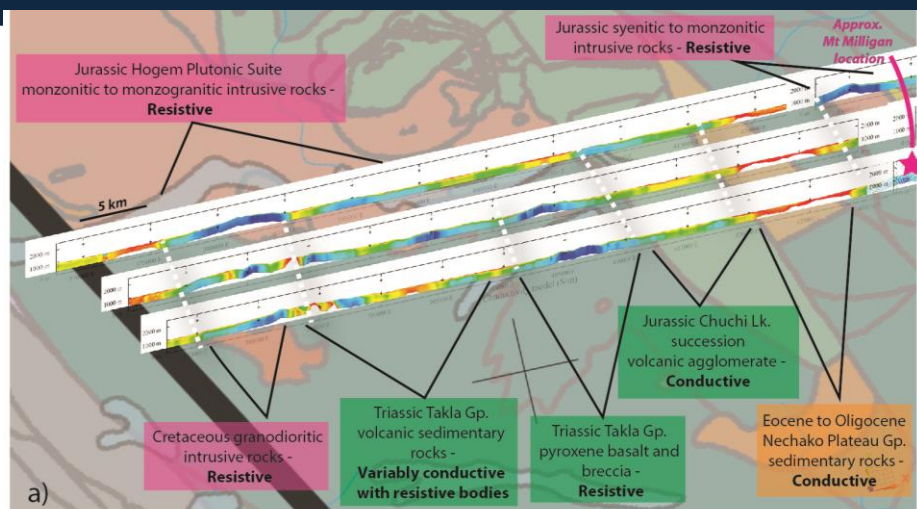 Jurassic syenitic to monzonitic
intrusive rocks - Resistive
Approx.
Mt Milligan
location
Jurassic Hogem Plutonic Suite
monzonitic to monzogranitic intrusive rocks -
Resistive
5 km
2000 m
1000 m
2000 m
1000 m
2000 m
1000 m
Jurassic Chuchi Lk.
succession
volcanic agglomerate -
Conductive
Cretaceous granodioritic
intrusive rocks -
Resistive
Triassic Takla Gp.
volcanic sedimentary
rocks -
Variably conductive
with resistive bodies
Triassic Takla Gp.
pyroxene basalt and
breccia -
Resistive
Eocene to Oligocene
Nechako Plateau Gp.
sedimentary rocks -
Conductive
a)